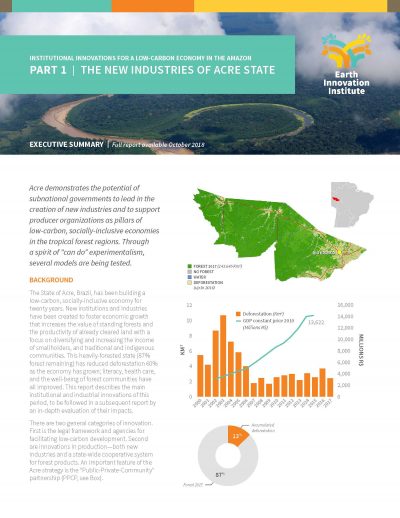 INSTITUTIONAL INNOVATIONS FOR A LOW-CARBON ECONOMY IN THE AMAZON
PART 1 | THE NEW INDUSTRIES OF ACRE STATE
Earth
Innovation
Institute
EXECUTIVE SUMMARY | Full report available October 2018
Acre demonstrates the potential of
subnational governments to lead in the
creation of new industries and to support
producer organizations as pillars of
low-carbon, socially-inclusive economies
in the tropical forest regions. Through
a spirit of "can do" experimentalism,
several models are being tested.
BACKGROUND
The State of Acre, Brazil, has been building a
low-carbon, socially-inclusive economy for
twenty years. New institutions and industries
have been created to foster economic growth
that increases the value of standing forests and
the productivity of already cleared land with a
focus on diversifying and increasing the income
of smallholders, and traditional and indigenous
communities. This heavily-forested state (87%
forest remaining) has reduced deforestation 60%
as the economy has grown; literacy, health care,
and the well-being of forest communities have
all improved. This report describes the main
institutional and industrial innovations of this
period, to be followed in a subsequent report by
an in-depth evaluation of their impacts.
There are two general categories of innovation.
First is the legal framework and agencies for
facilitating low-carbon development. Second
are innovations in production—both new
industries and a state-wide cooperative system
for forest products. An important feature of the
Acre strategy is the "Public-Private-Community"
partnership (PPCP, see Box).
FOREST 2017
NO FOREST
WATER
DEFORESTATION
Deforestation (KM²)
GDP constant price 2010
(Millions R$)
13,622
KM²
12
10
8
6
4
2
0
16,000
14,000
12,000
10,000
8,000
6,000
4,000
2,000
0
MILLIONS R$
2000
2001
2002
2003
2004
2005
2006
2007
2008
2009
2010
2011
2012
2013
2014
2015
2016
2017
13%
Accumulated
deforestation
87%
Forest 2017